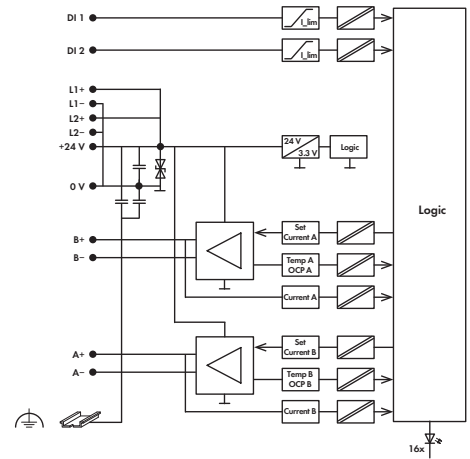 DI 1
I_lim
DI 2
I_lim
L1+
L1−
L2+
L2−
+24 V
24 V
3.3 V
Logic
0 V
Logic
B+
B−
Set
Current A
Temp A
OCP A
Current A
A+
A−
Set
Current B
Temp B
OCP B
Current B
16x